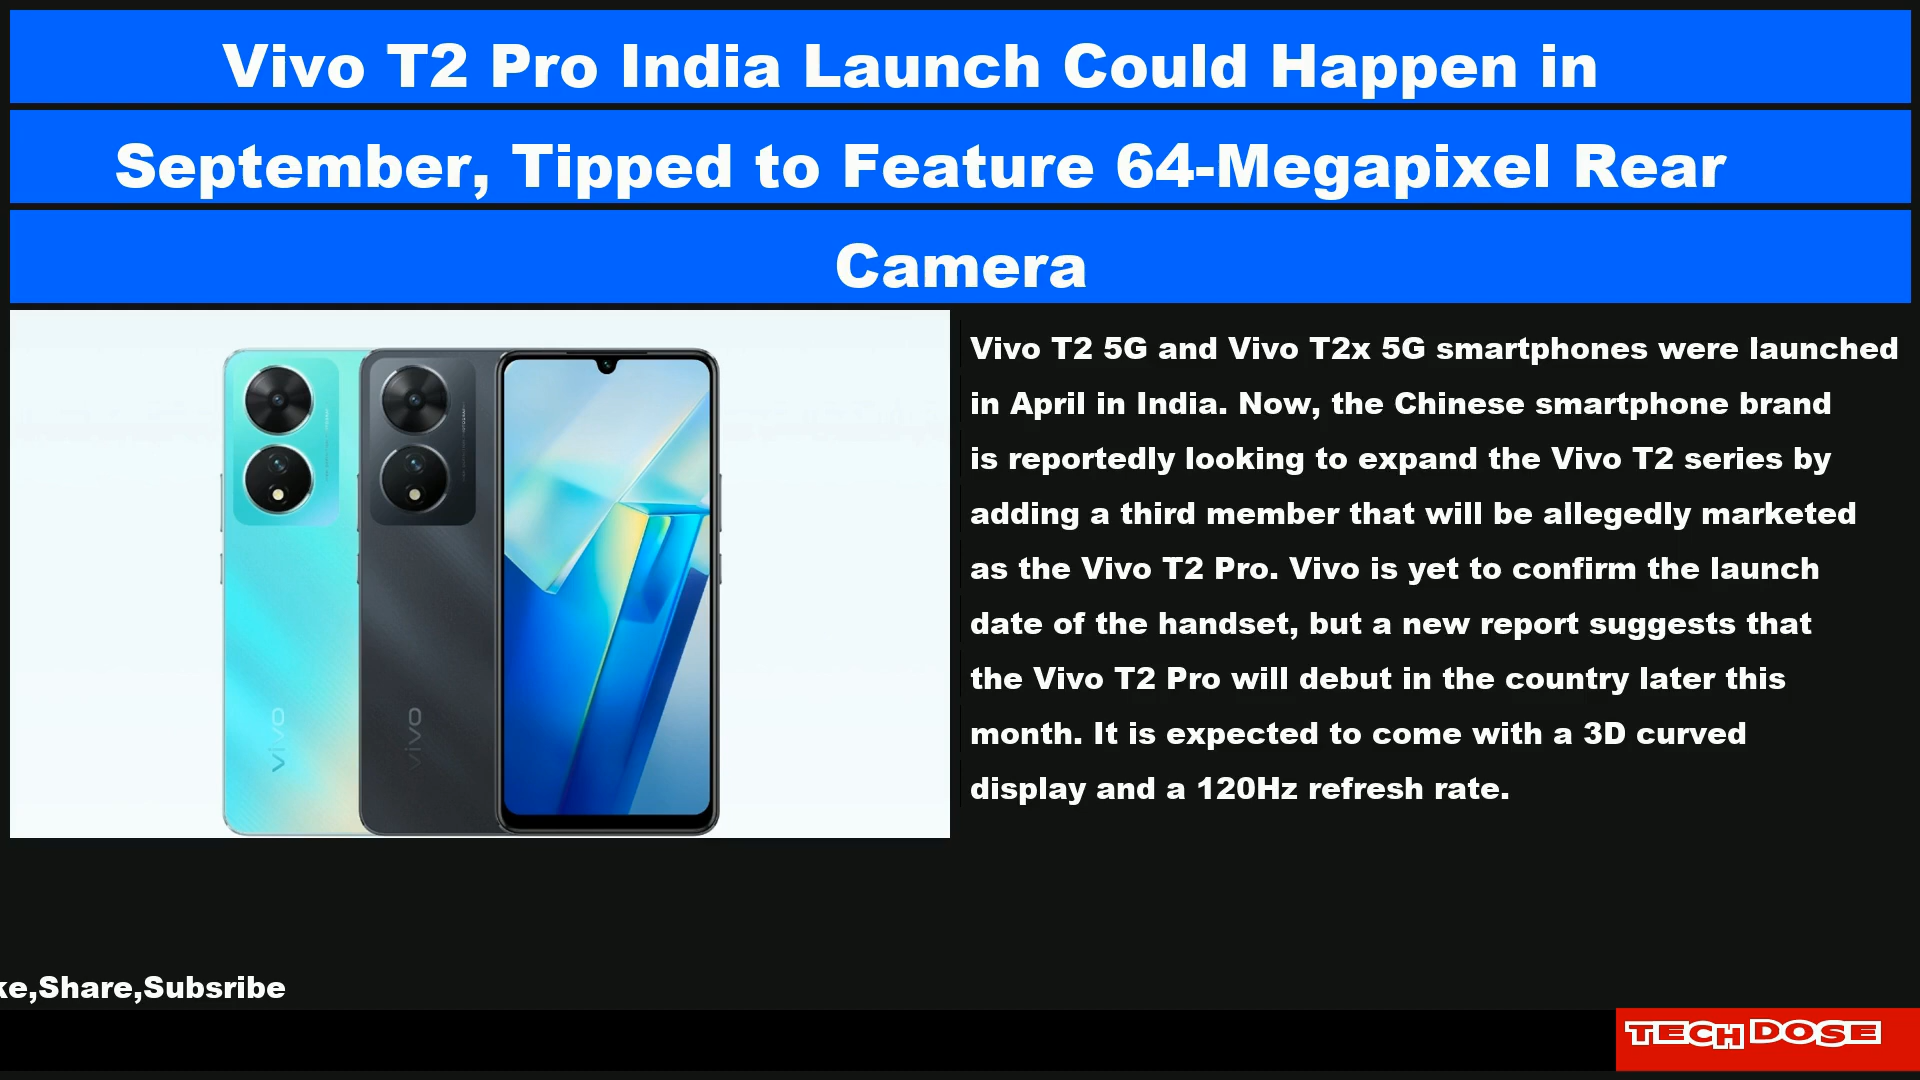 Vivo T2 Pro India Launch Could Happen in
September, Tipped to Feature 64-Megapixel Rear
Camera
Vivo T2 5G and Vivo T2x 5G smartphones were launched
in April in India. Now, the Chinese smartphone brand
is reportedly looking to expand the Vivo T2 series by
adding a third member that will be allegedly marketed
as the Vivo T2 Pro. Vivo is yet to confirm the launch
date of the handset, but a new report suggests that
the Vivo T2 Pro will debut in the country later this
month. It is expected to come with a 3D curved
display and a 120Hz refresh rate.
vivo
vivo
ke,Share,Subsribe
TECH DOSE